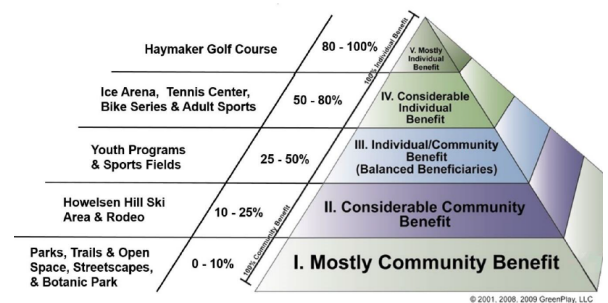 Haymaker Golf Course
80 - 100%
100% Individual Benefit
V. Mostly
Individual
Benefit
Ice Arena, Tennis Center,
Bike Series & Adult Sports
50 - 80%
IV. Considerable
Individual
Benefit
Youth Programs
& Sports Fields
25 - 50%
III. Individual/Community
Benefit
(Balanced Beneficiaries)
Howelsen Hill Ski
Area & Rodeo
10 - 25%
II. Considerable Community
Benefit
Parks, Trails & Open
Space, Streetscapes,
& Botanic Park
0 - 10%
100% Community Benefit
I. Mostly Community Benefit
© 2001, 2008, 2009 GreenPlay, LLC